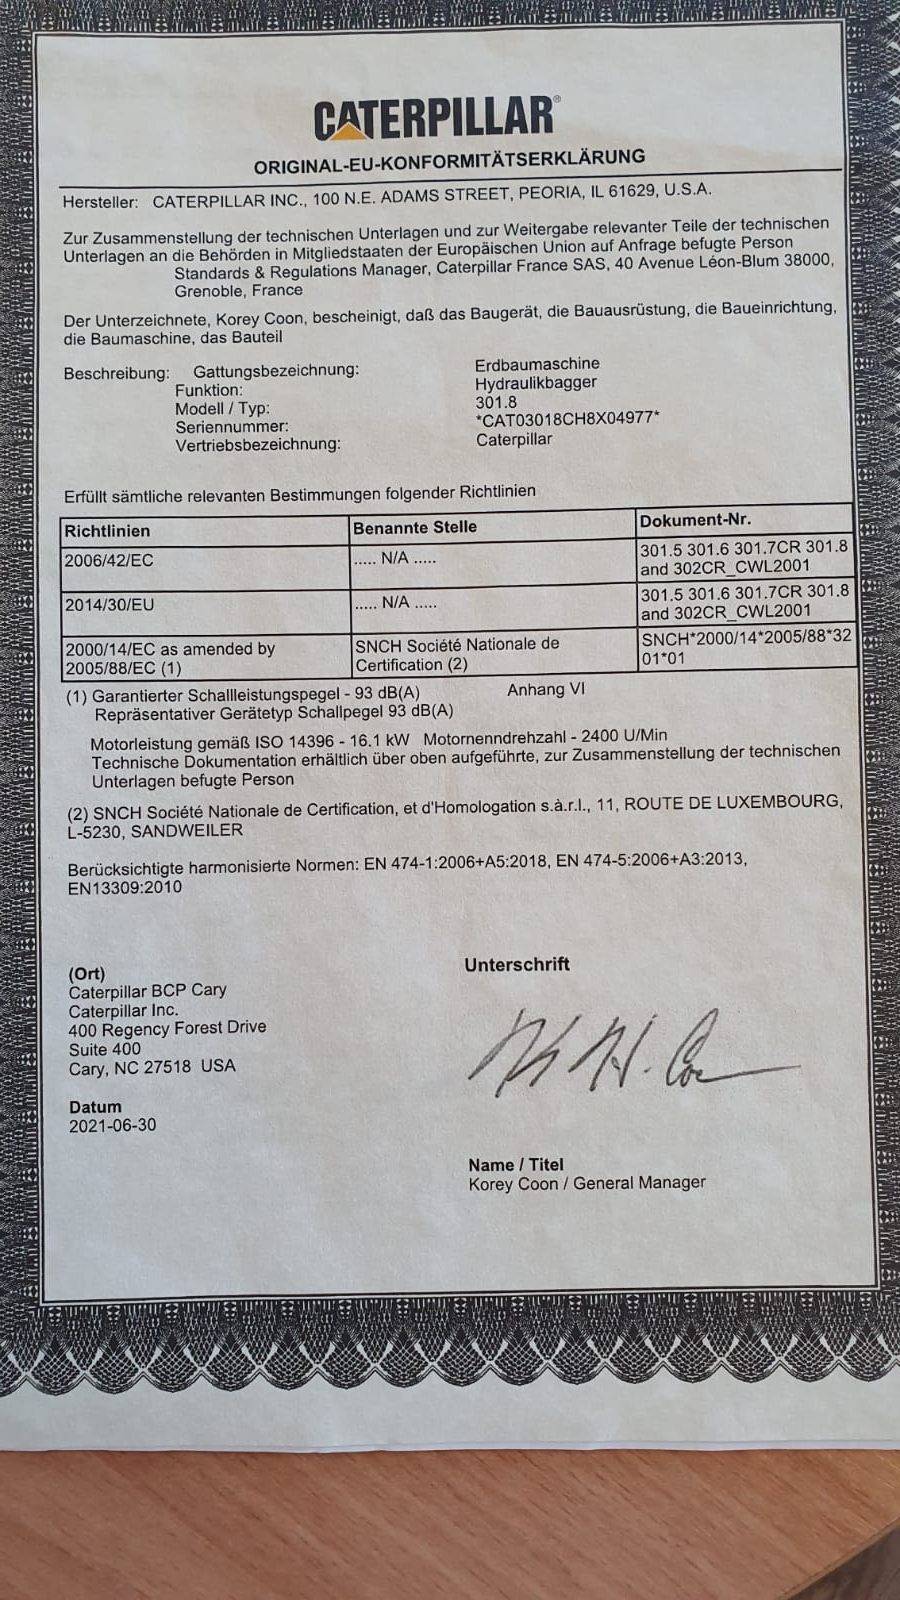 CATERPILLAR®
ORIGINAL-EU-KONFORMITÄTSERKLÄRUNG
Hersteller: CATERPILLAR INC., 100 N.E. ADAMS STREET, PEORIA, IL 61629, U.S.A.
Zur Zusammenstellung der technischen Unterlagen und zur Weitergabe relevanter Teile der technischen
Unterlagen an die Behörden in Mitgliedstaaten der Europäischen Union auf Anfrage befugte Person
Standards & Regulations Manager, Caterpillar France SAS, 40 Avenue Léon-Blum 38000,
Grenoble, France
Der Unterzeichnete, Korey Coon, bescheinigt, daß das Baugerät, die Bauausrüstung, die Baueinrichtung,
die Baumaschine, das Bauteil
Beschreibung: Gattungsbezeichnung: Erdbaumaschine
Funktion: Hydraulikbagger
Modell / Typ: 301.8
Seriennummer: *CAT03018CH8X04977*
Vertriebsbezeichnung: Caterpillar
Erfüllt sämtliche relevanten Bestimmungen folgender Richtlinien
Richtlinien Benannte Stelle Dokument-Nr.
2006/42/EC ..... N/A ..... 301.5 301.6 301.7CR 301.8
and 302CR_CWL2001
2014/30/EU ..... N/A ..... 301.5 301.6 301.7CR 301.8
and 302CR_CWL2001
2000/14/EC as amended by SNCH Société Nationale de SNCH*2000/14*2005/88*32
2005/88/EC (1) Certification (2) 01*01
(1) Garantierter Schallleistungspegel - 93 dB(A) Anhang VI
Repräsentativer Gerätetyp Schallpegel 93 dB(A)
Motorleistung gemäß ISO 14396 - 16.1 kW Motornenndrehzahl - 2400 U/Min
Technische Dokumentation erhältlich über oben aufgeführte, zur Zusammenstellung der technischen
Unterlagen befugte Person
(2) SNCH Société Nationale de Certification, et d'Homologation s.à.r.l., 11, ROUTE DE LUXEMBOURG,
L-5230, SANDWEILER
Berücksichtigte harmonisierte Normen: EN 474-1:2006+A5:2018, EN 474-5:2006+A3:2013,
EN13309:2010
(Ort)
Caterpillar BCP Cary
Caterpillar Inc.
400 Regency Forest Drive
Suite 400
Cary, NC 27518 USA
Datum
2021-06-30
Unterschrift
Name / Titel
Korey Coon / General Manager